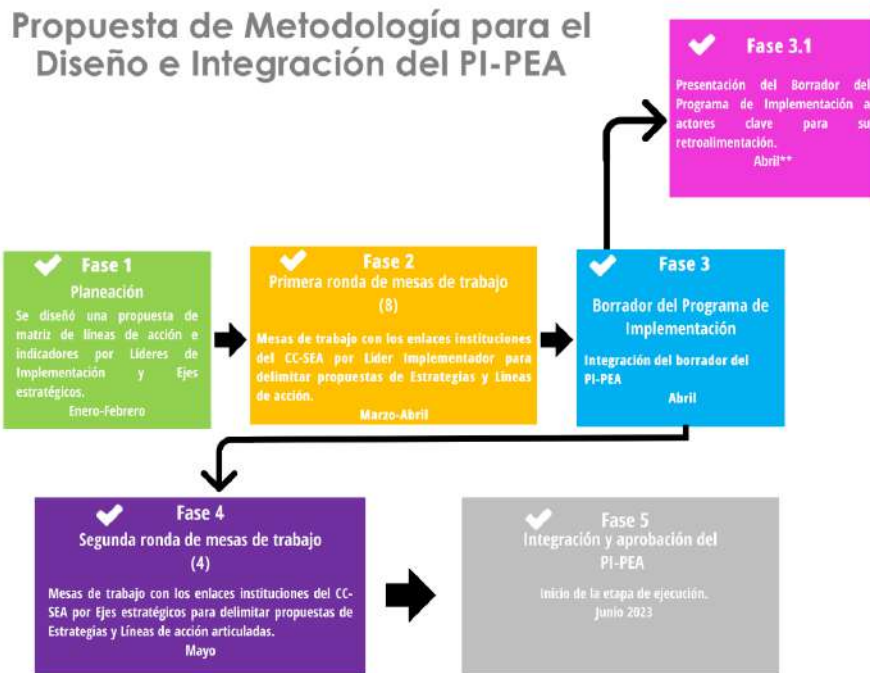 Propuesta de Metodología para el
Diseño e Integración del PI-PEA
Fase 3.1
Presentación del Borrador del
Programa de Implementación a
actores clave para su
retroalimentación.
Abril**
Fase 1
Planeación
Se diseñó una propuesta de
matriz de líneas de acción e
indicadores por Líderes de
Implementación y Ejes
estratégicos.
Enero-Febrero
Fase 2
Primera ronda de mesas de trabajo
(8)
Mesas de trabajo con los enlaces instituciones
del CC-SEA por Líder Implementador para
delimitar propuestas de Estrategias y Líneas
de acción.
Marzo-Abril
Fase 3
Borrador del Programa de
Implementación
Integración del borrador del
PI-PEA
Abril
Fase 4
Segunda ronda de mesas de trabajo
(4)
Mesas de trabajo con los enlaces instituciones del CC-
SEA por Ejes estratégicos para delimitar propuestas de
Estrategias y Líneas de acción articuladas.
Mayo
Fase 5
Integración y aprobación del
PI-PEA
Inicio de la etapa de ejecución.
Junio 2023